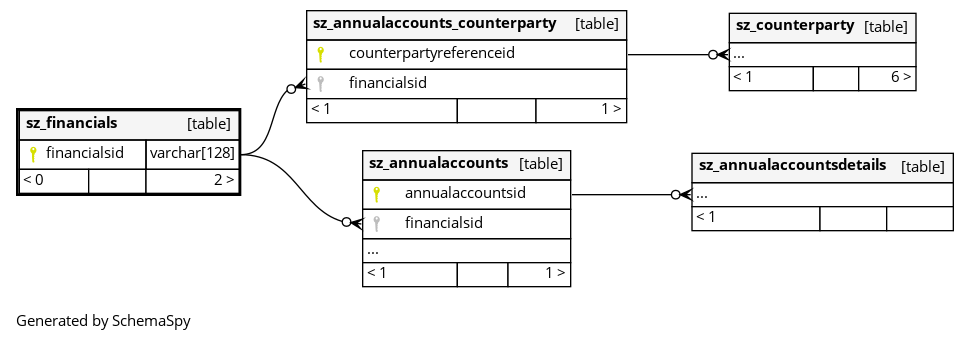 sz_annualaccounts_counterparty [table]
counterpartyreferenceid
financialsid
< 1 1 >
sz_counterparty [table]
...
< 1 6 >
sz_financials [table]
financialsid varchar[128]
< 0 2 >
sz_annualaccounts [table]
annualaccountsid
financialsid
...
< 1 1 >
sz_annualaccountsdetails [table]
...
< 1
Generated by SchemaSpy